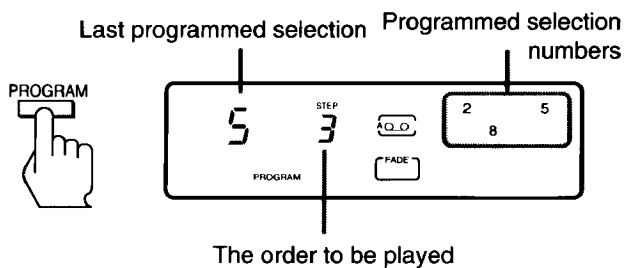 Last programmed selection
Programmed selection
numbers
PROGRAM
5
STEP
3
A
FADE
PROGRAM
2 5
8
The order to be played